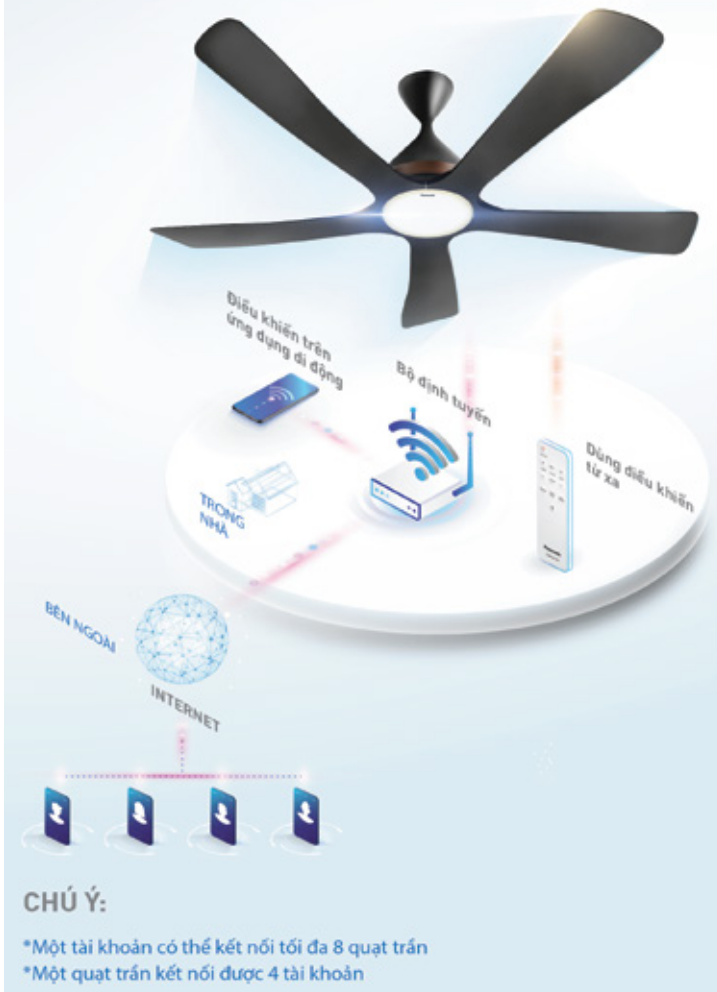 Điều khiển trên
ứng dụng di động
Bộ định tuyến
Dùng điều khiển
từ xa
TRONG
NHÀ
BÊN NGOÀI
INTERNET
CHÚ Ý:
*Một tài khoản có thể kết nối tối đa 8 quạt trần
*Một quạt trần kết nối được 4 tài khoản